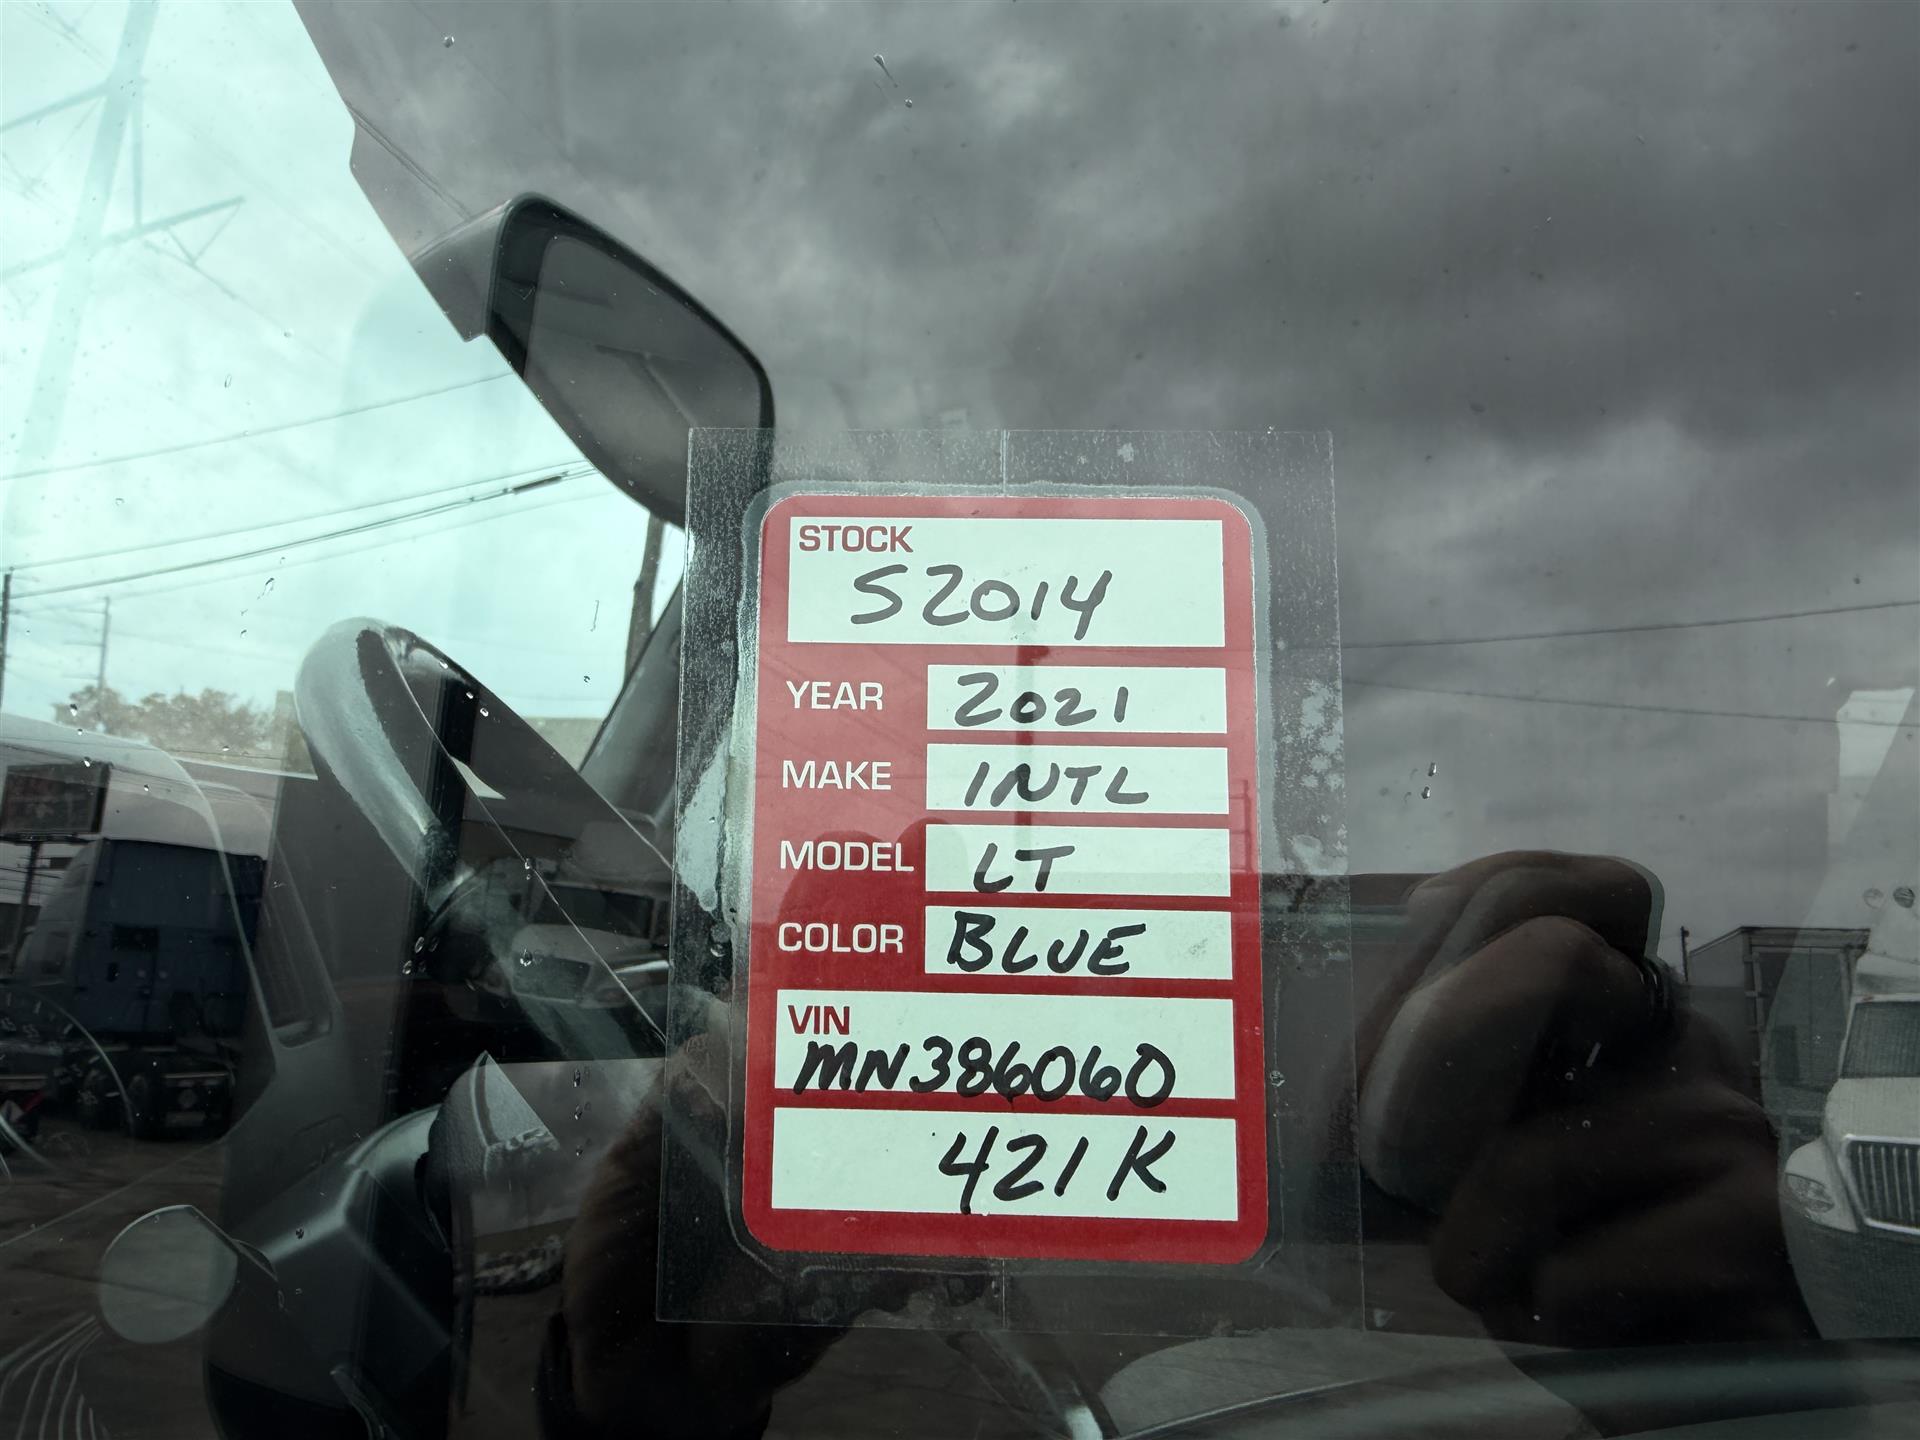 STOCK
S2014
YEAR 2021
MAKE INTL
MODEL LT
COLOR BLUE
VIN
MN386060
421K